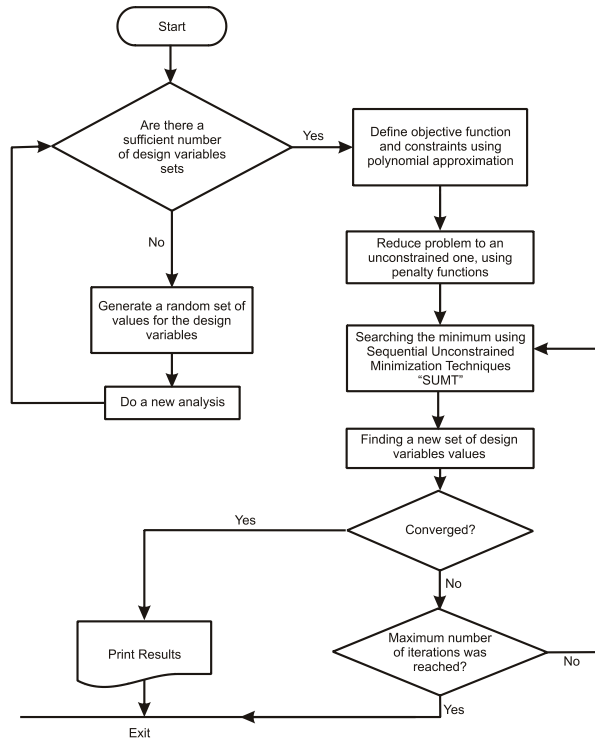 Start
Are there a
sufficient number
of design variables
sets
Yes
Define objective function
and constraints using
polynomial approximation
No
Reduce problem to an
unconstrained one, using
penalty functions
Generate a random set of
values for the design
variables
Searching the minimum using
Sequential Unconstrained
Minimization Techniques
“SUMT”
Do a new analysis
Finding a new set of design
variables values
Yes
Converged?
No
Print Results
Maximum number
of iterations was
reached?
No
Yes
Exit